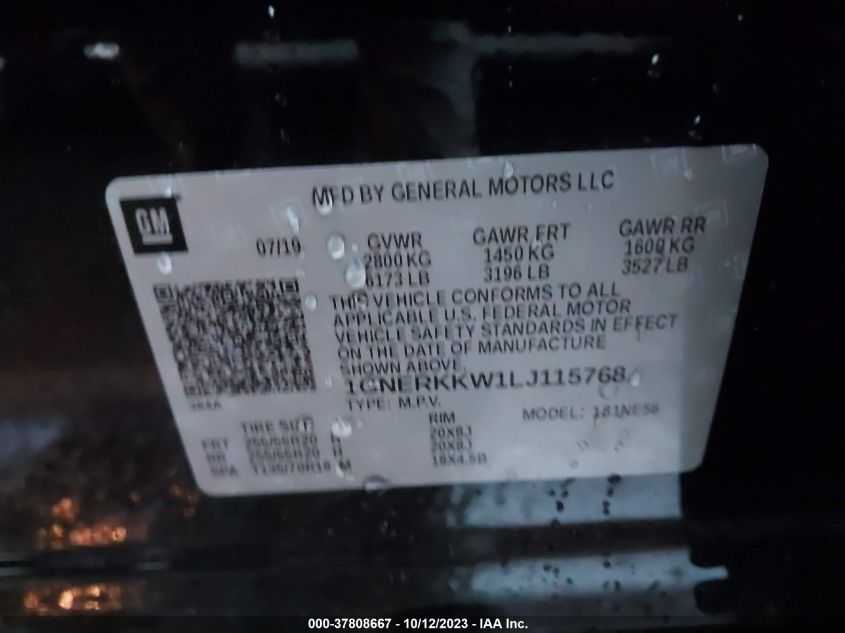 MFD BY GENERAL MOTORS LLC
GM
07/19
GVWR GAWR FRT GAWR RR
2800 KG 1450 KG 1600 KG
6173 LB 3196 LB 3527 LB
THIS VEHICLE CONFORMS TO ALL
APPLICABLE U.S. FEDERAL MOTOR
VEHICLE SAFETY STANDARDS IN EFFECT
ON THE DATE OF MANUFACTURE
SHOWN ABOVE.
1GNERKKW1LJ115768
TYPE: M.P.V. MODEL: 1B1NE56
TIRE SIZE RIM
FRT 255/55R20 H 20X8J
RR 255/55R20 H 20X8J
SPA T135/70R18 M 18X4.5B
000-37808667 - 10/12/2023 - IAA Inc.